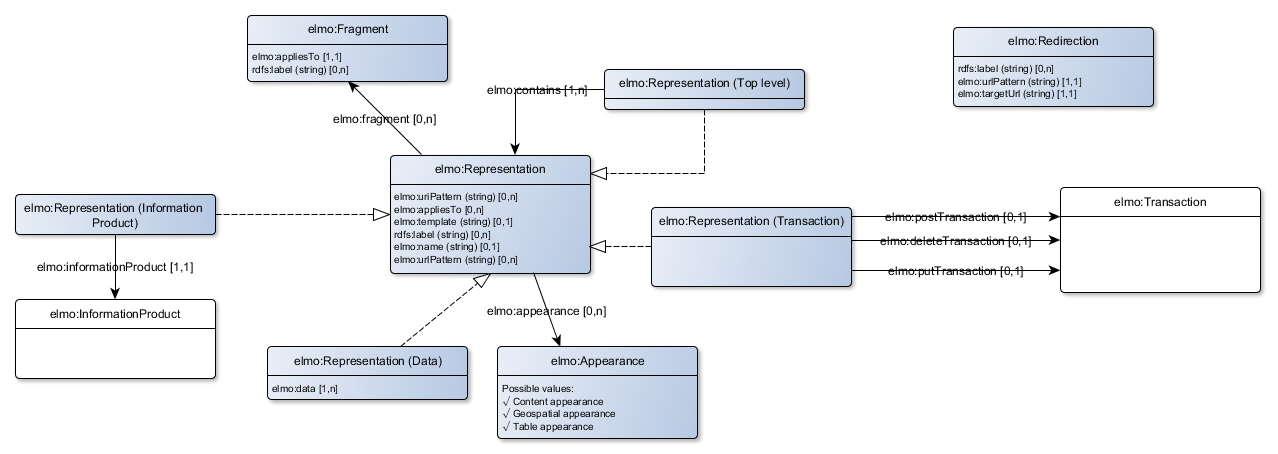 elmo:Fragment
elmo:appliesTo [1,1]
rdfs:label (string) [0,n]
elmo:Redirection
rdfs:label (string) [0,n]
elmo:urlPattern (string) [1,1]
elmo:targetUrl (string) [1,1]
elmo:Representation (Top level)
elmo:contains [1,n]
elmo:fragment [0,n]
elmo:Representation
elmo:uriPattern (string) [0,n]
elmo:appliesTo [0,n]
elmo:template (string) [0,1]
rdfs:label (string) [0,n]
elmo:name (string) [0,1]
elmo:urlPattern (string) [0,n]
elmo:Representation (Information
Product)
elmo:informationProduct [1,1]
elmo:InformationProduct
elmo:Representation (Transaction)
elmo:postTransaction [0,1]
elmo:deleteTransaction [0,1]
elmo:putTransaction [0,1]
elmo:Transaction
elmo:appearance [0,n]
elmo:Representation (Data)
elmo:data [1,n]
elmo:Appearance
Possible values:
√ Content appearance
√ Geospatial appearance
√ Table appearance